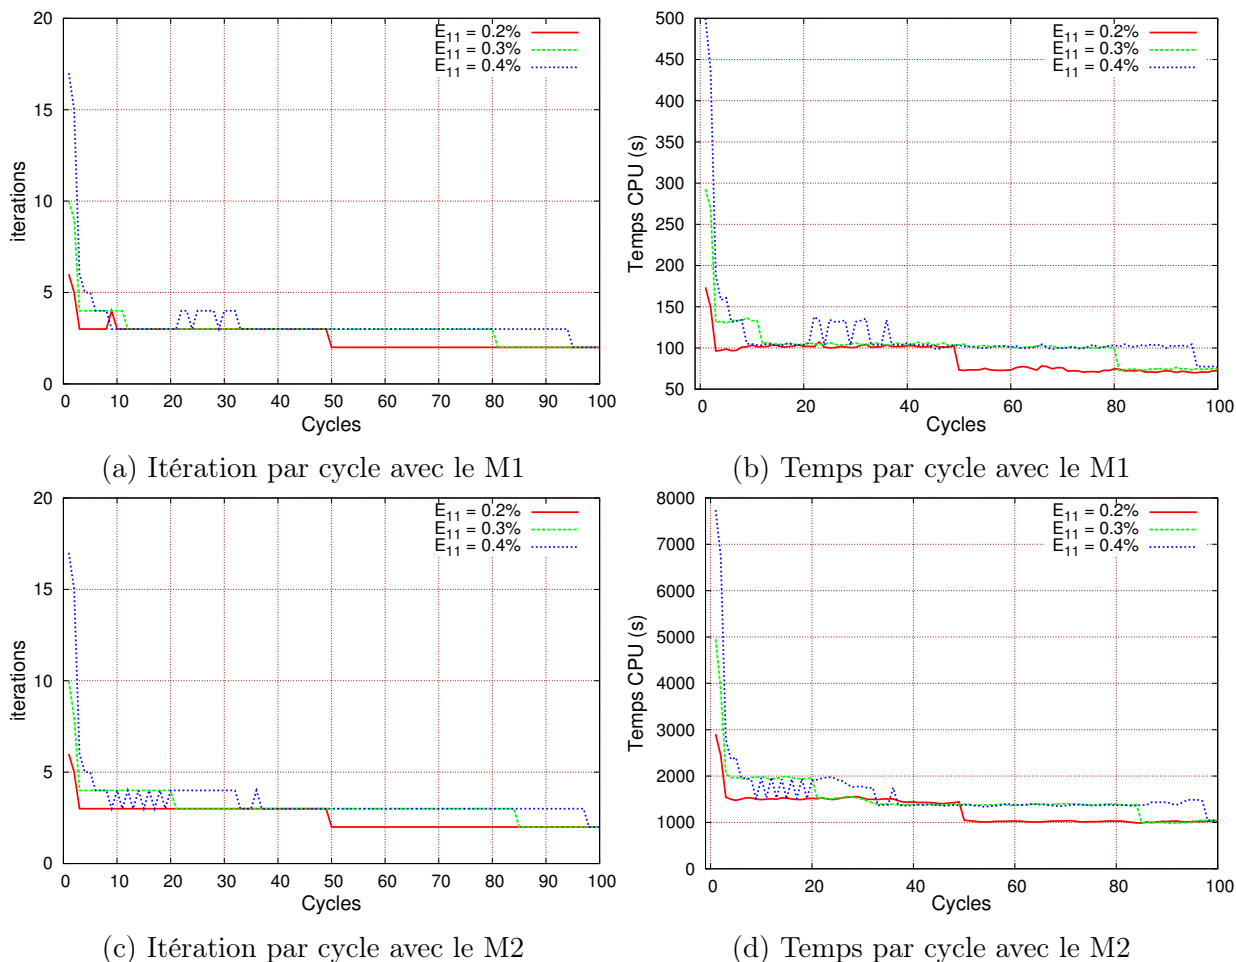 20
15
10
5
0
iterations
0 10 20 30 40 50 60 70 80 90 100
Cycles
E11 = 0.2%
E11 = 0.3%
E11 = 0.4%
(a) Itération par cycle avec le M1
500
450
400
350
300
250
200
150
100
50
Temps CPU (s)
0 20 40 60 80 100
Cycles
E11 = 0.2%
E11 = 0.3%
E11 = 0.4%
(b) Temps par cycle avec le M1
20
15
10
5
0
iterations
0 10 20 30 40 50 60 70 80 90 100
Cycles
E11 = 0.2%
E11 = 0.3%
E11 = 0.4%
(c) Itération par cycle avec le M2
8000
7000
6000
5000
4000
3000
2000
1000
0
Temps CPU (s)
0 20 40 60 80 100
Cycles
E11 = 0.2%
E11 = 0.3%
E11 = 0.4%
(d) Temps par cycle avec le M2